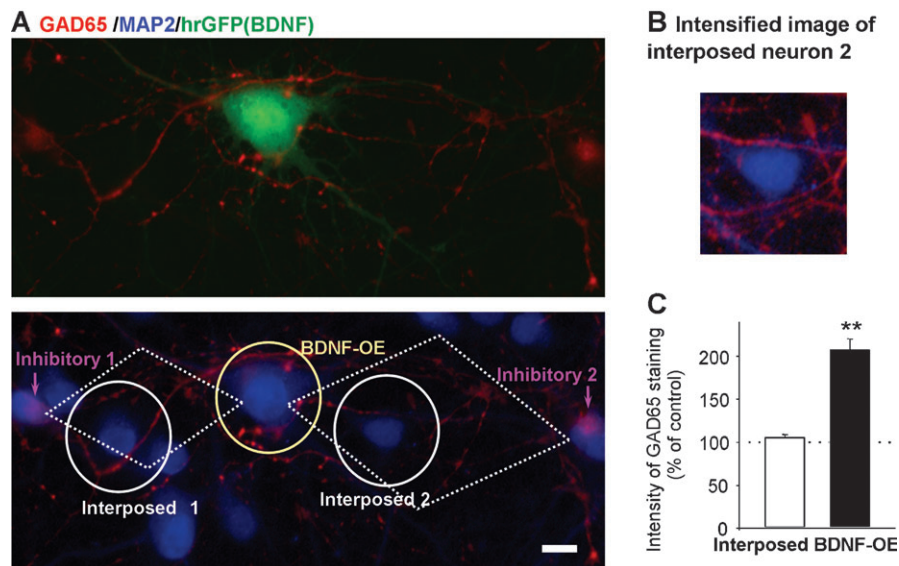 A GAD65 /MAP2/hrGFP(BDNF)
Inhibitory 1
BDNF-OE
Inhibitory 2
Interposed 1
Interposed 2
B Intensified image of
interposed neuron 2
C
Intensity of GAD65 staining
(% of control)
200
150
100
50
0
**
Interposed BDNF-OE